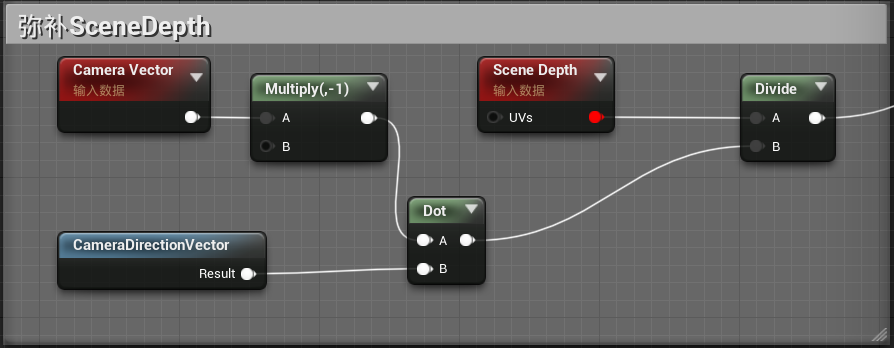 弥补SceneDepth
Camera Vector
输入数据
Multiply(,-1)
A
B
Scene Depth
输入数据
UVs
Divide
A
B
Dot
A
B
CameraDirectionVector
Result